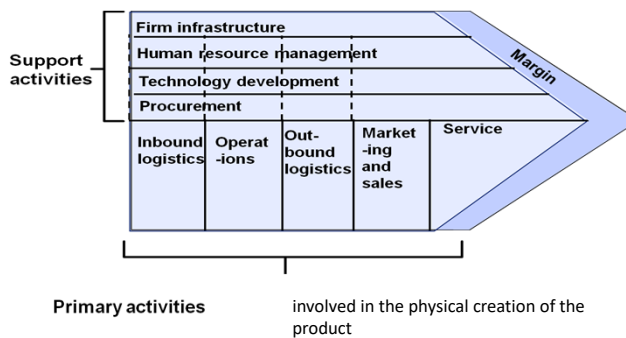 Firm infrastructure
Human resource management
Support
activities
Technology development
Procurement
Margin
Inbound
logistics
Operat
-ions
Out-
bound
logistics
Market
-ing
and
sales
Service
Primary activities
involved in the physical creation of the
product